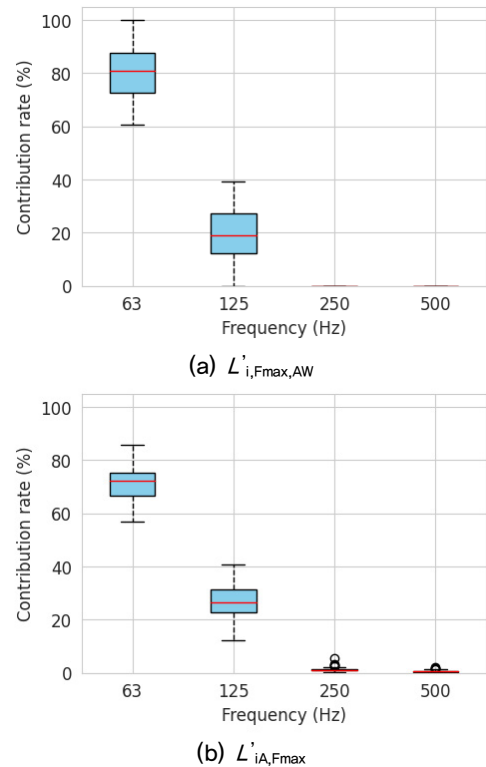 100
80
60
40
20
0
Contribution rate (%)
63 125 250 500
Frequency (Hz)
(a) L'i,Fmax,AW
100
80
60
40
20
0
Contribution rate (%)
63 125 250 500
Frequency (Hz)
(b) L'iA,Fmax